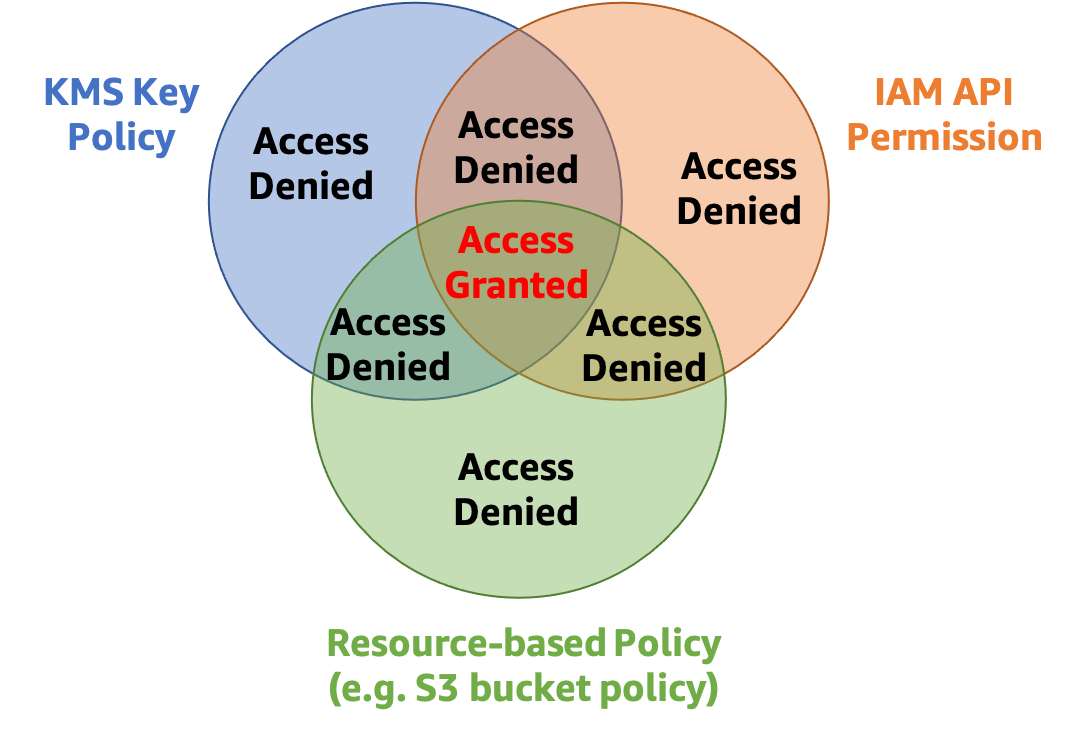 KMS Key
Policy
IAM API
Permission
Access
Denied
Access
Denied
Access
Denied
Access
Granted
Access
Denied
Access
Denied
Access
Denied
Resource-based Policy
(e.g. S3 bucket policy)